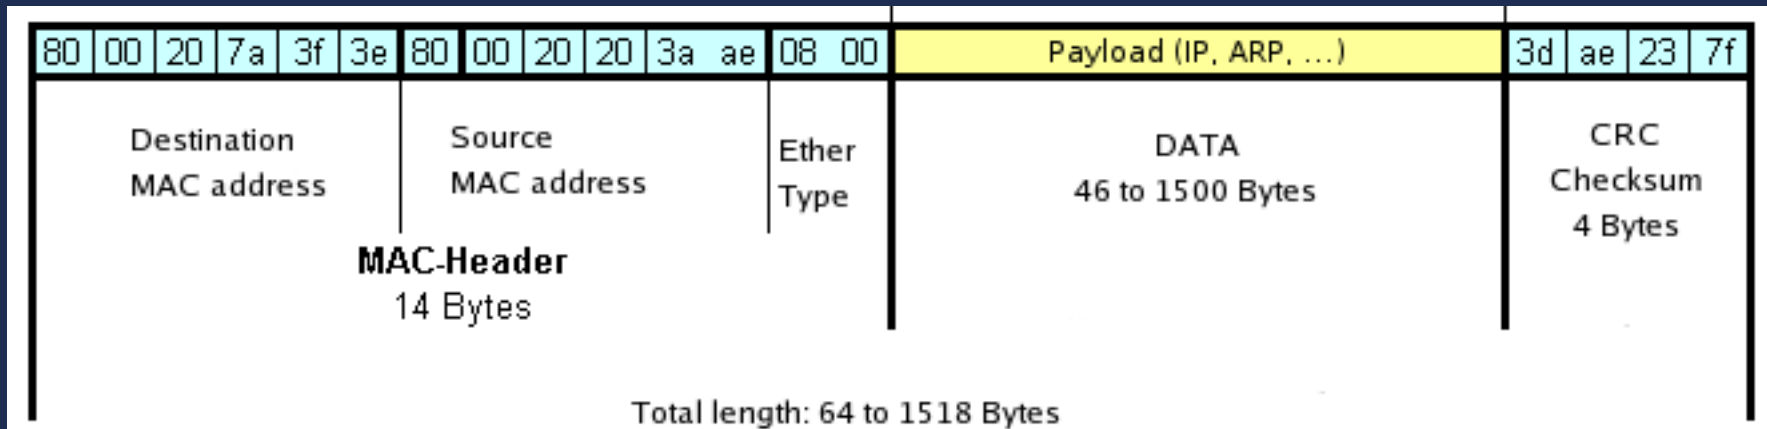 80 00 20 7a 3f 3e 80 00 20 20 3a ae 08 00 Payload (IP, ARP, ...) 3d ae 23 7f
Destination
MAC address
Source
MAC address
Ether
Type
DATA
46 to 1500 Bytes
CRC
Checksum
4 Bytes
MAC-Header
14 Bytes
Total length: 64 to 1518 Bytes